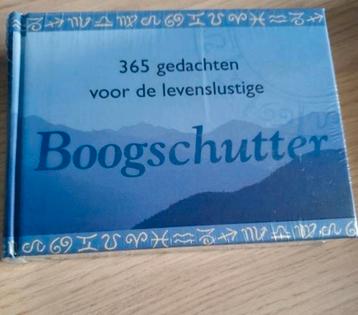 365 gedachten
voor de levenslustige
Boogschutter